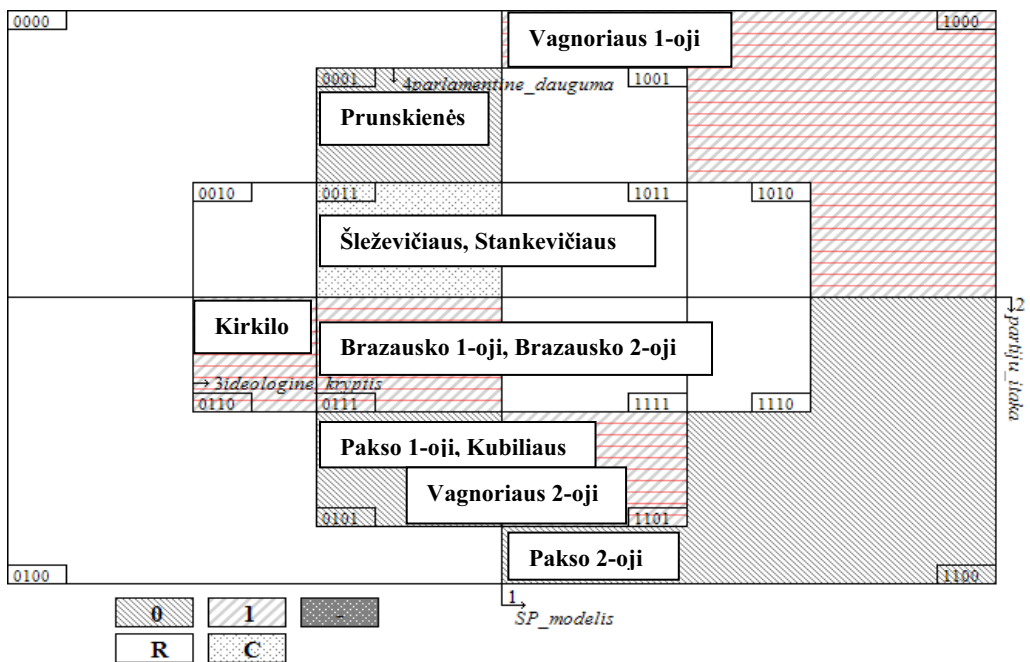 0000
Vagnoriaus 1-oji
1000
0001
4parlamentine_dauguma
1001
Prunskienės
0010
0011
1011
1010
Šleževičiaus, Stankevičiaus
2
partiju_itaka
Kirkilo
Brazausko 1-oji, Brazausko 2-oji
3ideologine_kryptis
0110
0111
1111
1110
Pakso 1-oji, Kubiliaus
Vagnoriaus 2-oji
0101
1101
Pakso 2-oji
0100
1100
1
SP_modelis
0
1
-
R
C